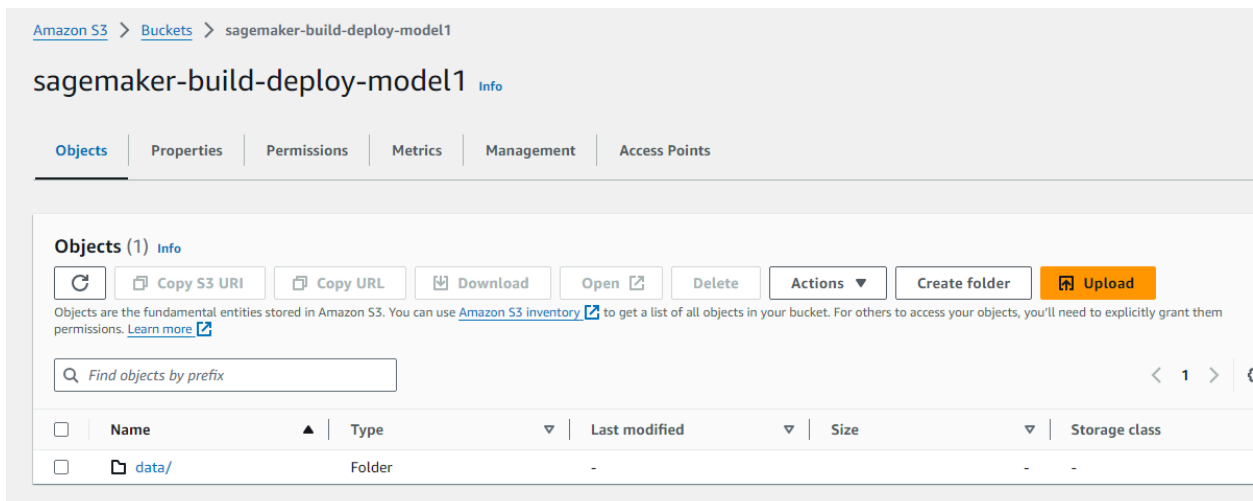 Amazon S3 > Buckets > sagemaker-build-deploy-model1
sagemaker-build-deploy-model1 Info
Objects Properties Permissions Metrics Management Access Points
Objects (1) Info
Copy S3 URI Copy URL Download Open Delete Actions ▼ Create folder Upload
Objects are the fundamental entities stored in Amazon S3. You can use Amazon S3 inventory to get a list of all objects in your bucket. For others to access your objects, you'll need to explicitly grant them
permissions. Learn more
Find objects by prefix < 1 >
Name ▲ Type ▽ Last modified ▽ Size ▽ Storage class
data/ Folder - - -